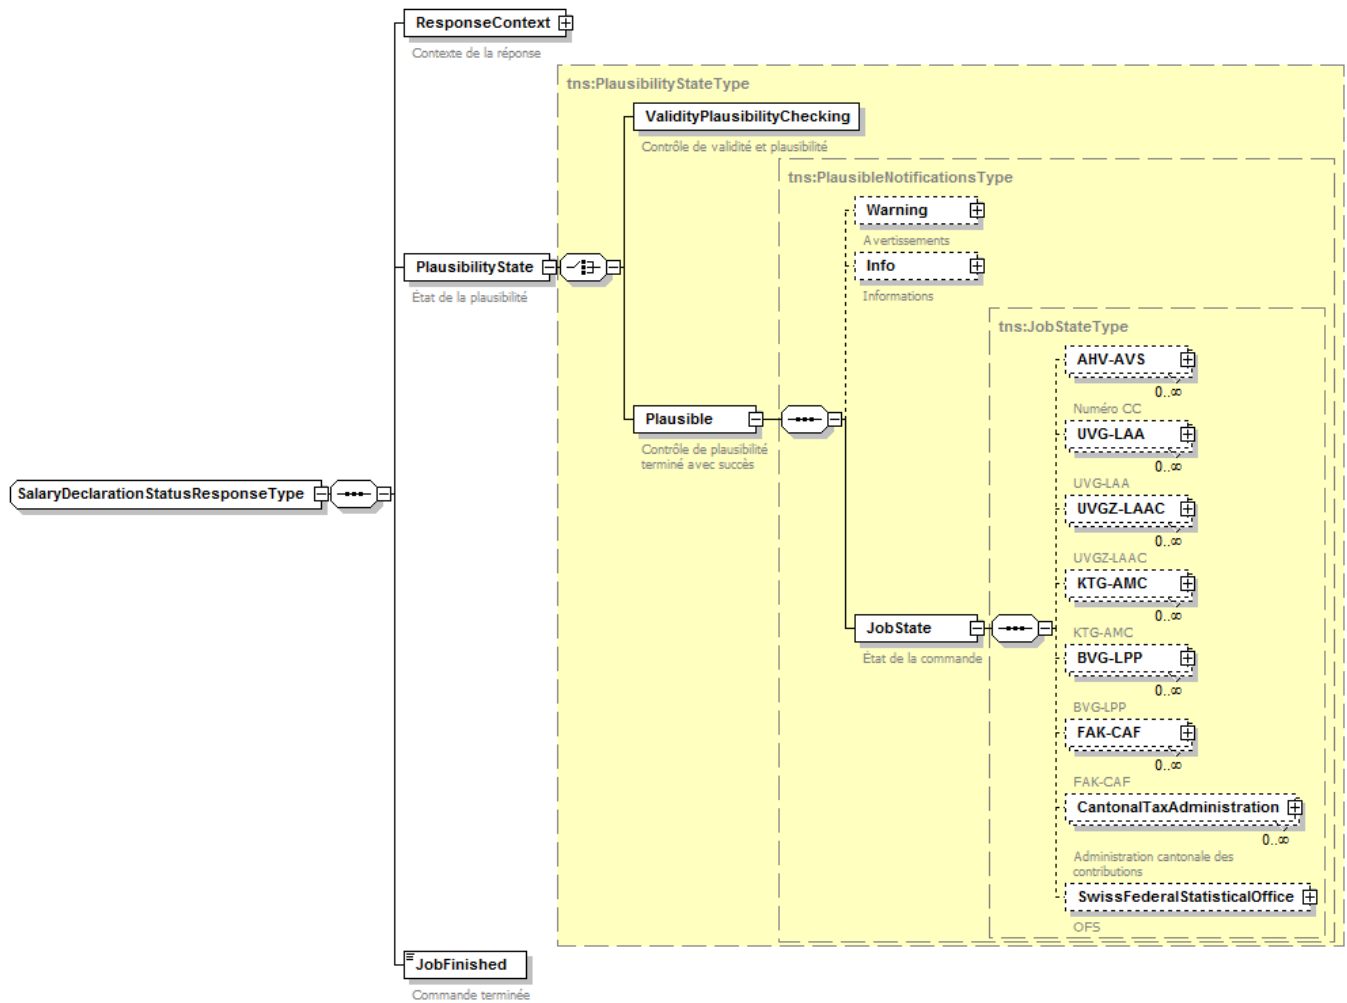 ResponseContext
Contexte de la réponse
tns:PlausibilityStateType
ValidityPlausibilityChecking
Contrôle de validité et plausibilité
tns:PlausibleNotificationsType
Warning
Avertissements
PlausibilityState
État de la plausibilité
Info
Informations
tns:JobStateType
AHV-AVS
0..∞
Numéro CC
Plausible
Contrôle de plausibilité
terminé avec succès
UVG-LAA
0..∞
UVG-LAA
SalaryDeclarationStatusResponseType
UVGZ-LAAC
0..∞
UVGZ-LAAC
KTG-AMC
0..∞
KTG-AMC
JobState
État de la commande
BVG-LPP
0..∞
BVG-LPP
FAK-CAF
0..∞
FAK-CAF
CantonalTaxAdministration
0..∞
Administration cantonale des
contributions
SwissFederalStatisticalOffice
OFS
JobFinished
Commande terminée